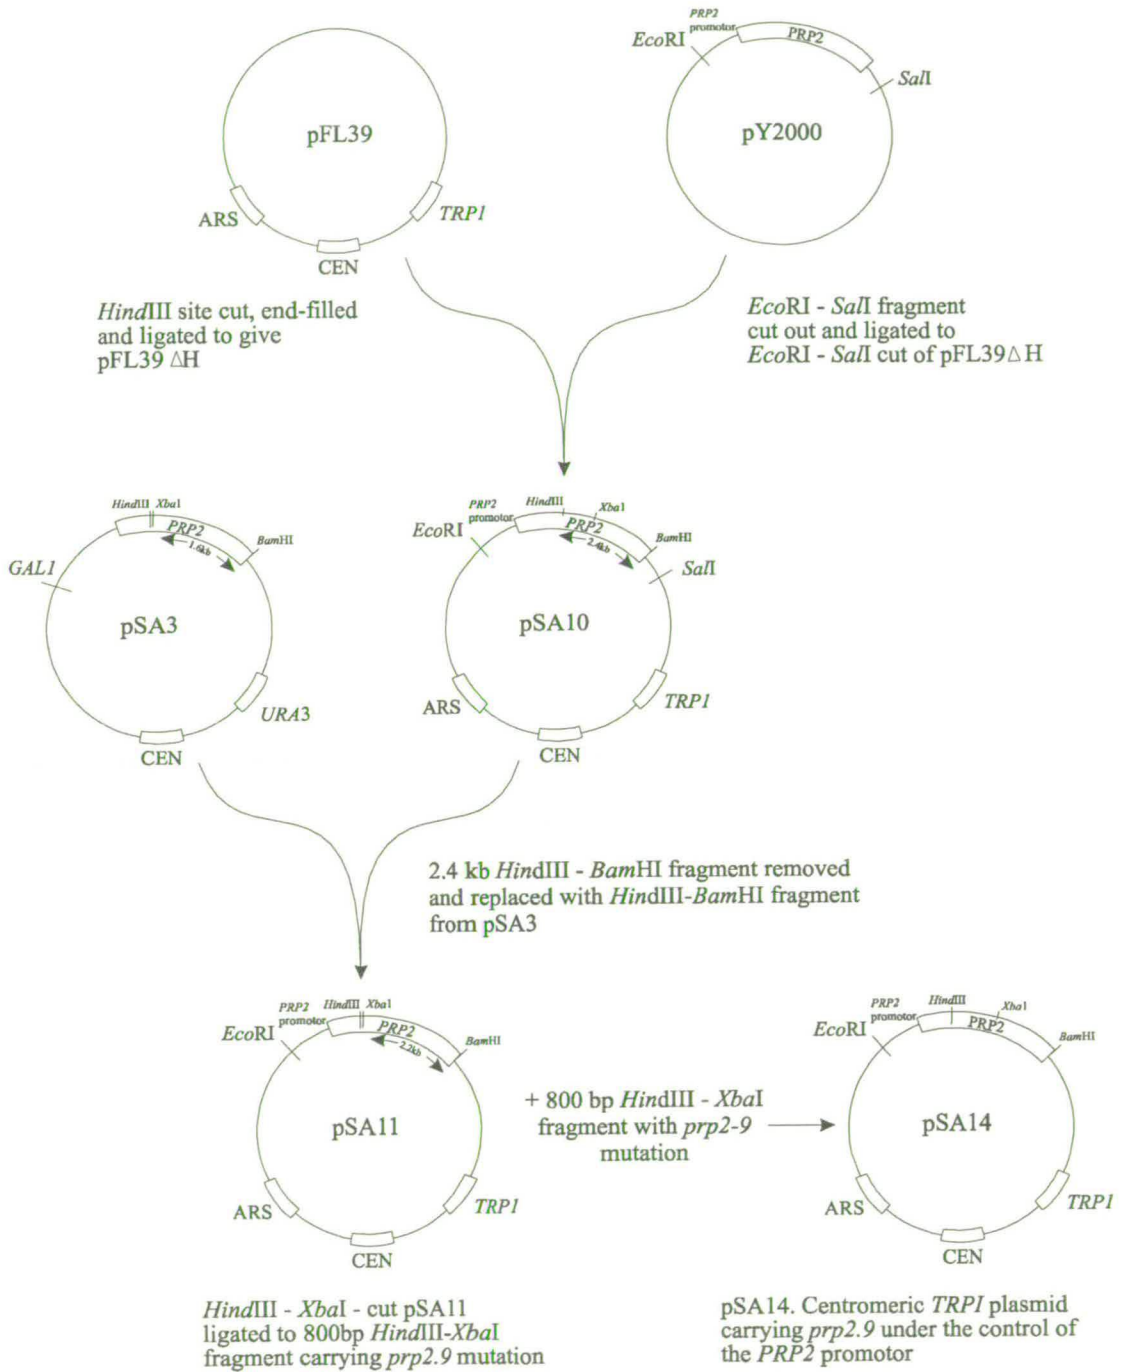 PRP2
promotor
PRP2
EcoRI
SalI
pFL39
pY2000
ARS
TRP1
CEN
HindIII site cut, end-filled
and ligated to give
pFL39 ΔH
EcoRI - SalI fragment
cut out and ligated to
EcoRI - SalI cut of pFL39ΔH
HindIII XbaI
PRP2
1.6kb
BamHI
GAL1
pSA3
URA3
CEN
PRP2
promotor
HindIII
XbaI
PRP2
2.4kb
BamHI
EcoRI
SalI
pSA10
ARS
TRP1
CEN
2.4 kb HindIII - BamHI fragment removed
and replaced with HindIII-BamHI fragment
from pSA3
PRP2
promotor
HindIII XbaI
PRP2
2.2kb
BamHI
EcoRI
pSA11
ARS
TRP1
CEN
+ 800 bp HindIII - XbaI
fragment with prp2-9
mutation
PRP2
promotor
HindIII
XbaI
PRP2
BamHI
EcoRI
pSA14
ARS
TRP1
CEN
HindIII - XbaI - cut pSA11
ligated to 800bp HindIII-XbaI
fragment carrying prp2.9 mutation
pSA14. Centromeric TRPI plasmid
carrying prp2.9 under the control of
the PRP2 promotor